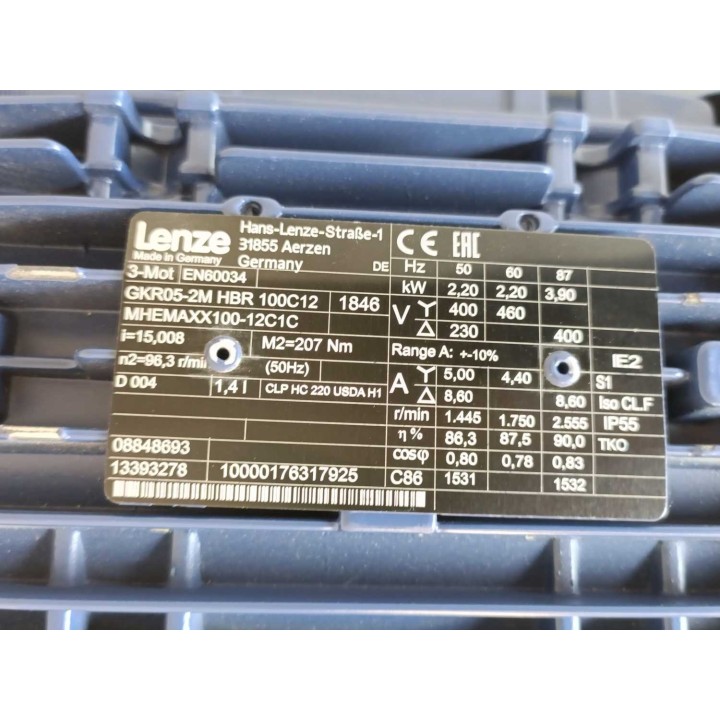 Lenze
Made in Germany
Hans-Lenze-Straße-1
31855 Aerzen
Germany
DE
3-Mot EN60034
GKR05-2M HBR 100C12 1846
MHEMAXX100-12C1C
i=15,008
n2=96,3 r/min M2=207 Nm
(50Hz)
D 004 1,4 l CLP HC 220 USDA H1
08848693
13393278 10000176317925
CE EAC
Hz 50 60 87
kW 2,20 2,20 3,90
V Y 400 460
Δ 230 400
Range A: +-10% IE2
A Y 5,00 4,40 S1
Δ 8,60 8,60 Iso CLF
r/min 1.445 1.750 2.555 IP55
η % 86,3 87,5 90,0 TKO
cosφ 0,80 0,78 0,83
C86 1531 1532